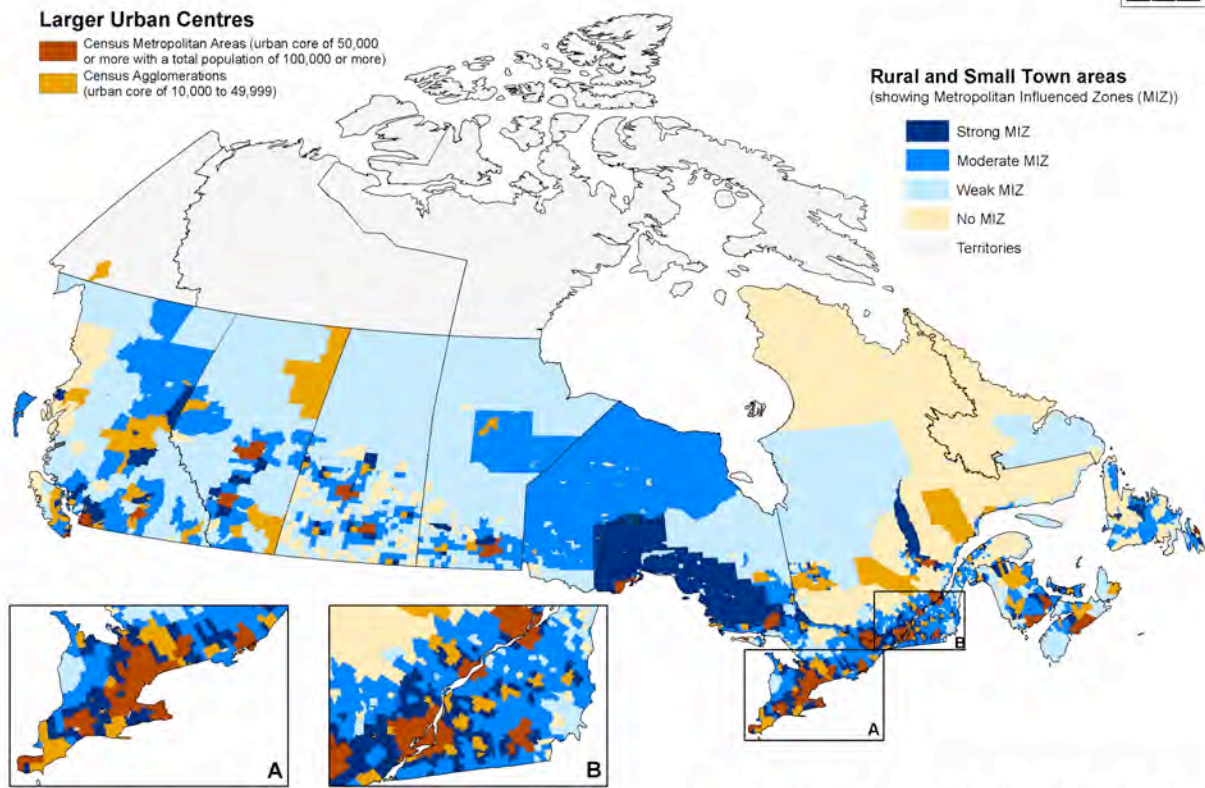 Larger Urban Centres
Census Metropolitan Areas (urban core of 50,000
or more with a total population of 100,000 or more)
Census Agglomerations
(urban core of 10,000 to 49,999)
Rural and Small Town areas
(showing Metropolitan Influenced Zones (MIZ))
Strong MIZ
Moderate MIZ
Weak MIZ
No MIZ
Territories
B
A
A
B